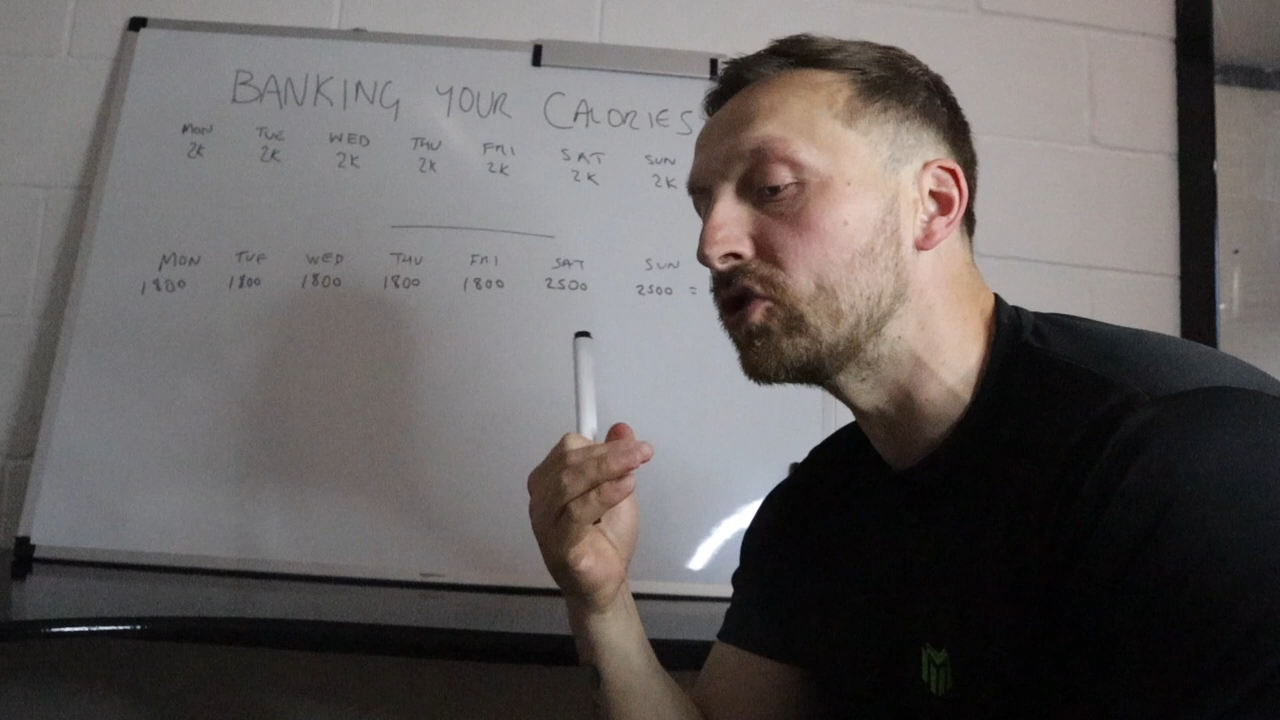 BANKING YOUR CALORIES
MON TUE WED THU FRI SAT SUN
2K 2K 2K 2K 2K 2K 2K
MON TUE WED THU FRI SAT SUN
1800 1800 1800 1800 1800 2500 2500 =